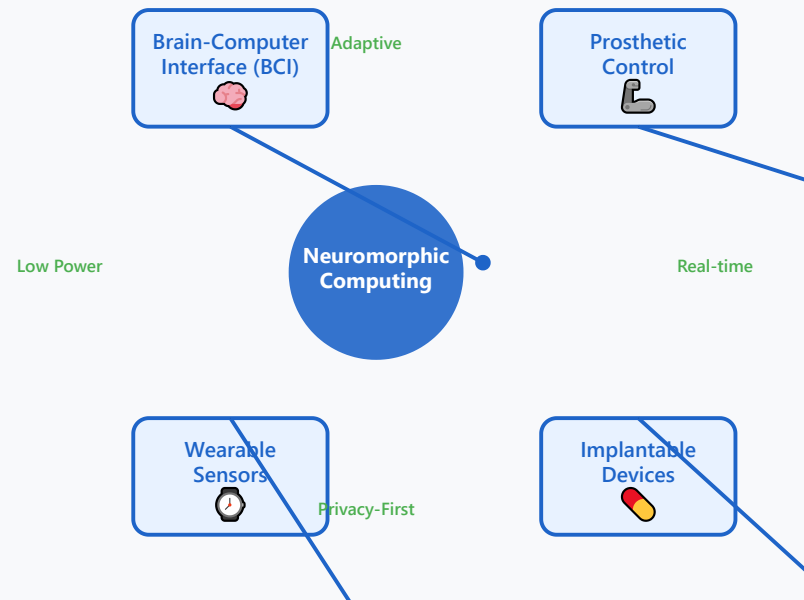 Brain-Computer
Interface (BCI)
Adaptive
Prosthetic
Control
Low Power
Neuromorphic
Computing
Real-time
Wearable
Sensors
Privacy-First
Implantable
Devices